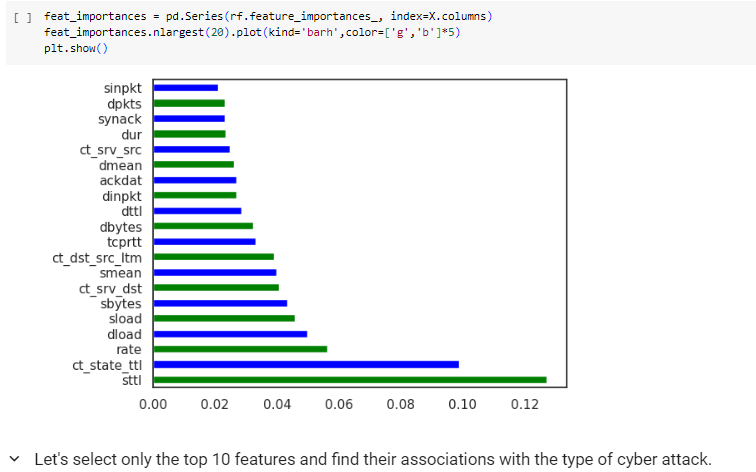 [ ] feat_importances = pd.Series(rf.feature_importances_, index=X.columns)
feat_importances.nlargest(20).plot(kind='barh',color=['g','b']*5)
plt.show()
sinpkt
dpkts
synack
dur
ct_srv_src
dmean
ackdat
dinpkt
dttl
dbytes
tcprtt
ct_dst_src_ltm
smean
ct_srv_dst
sbytes
sload
dload
rate
ct_state_ttl
sttl
0.00 0.02 0.04 0.06 0.08 0.10 0.12
Let's select only the top 10 features and find their associations with the type of cyber attack.